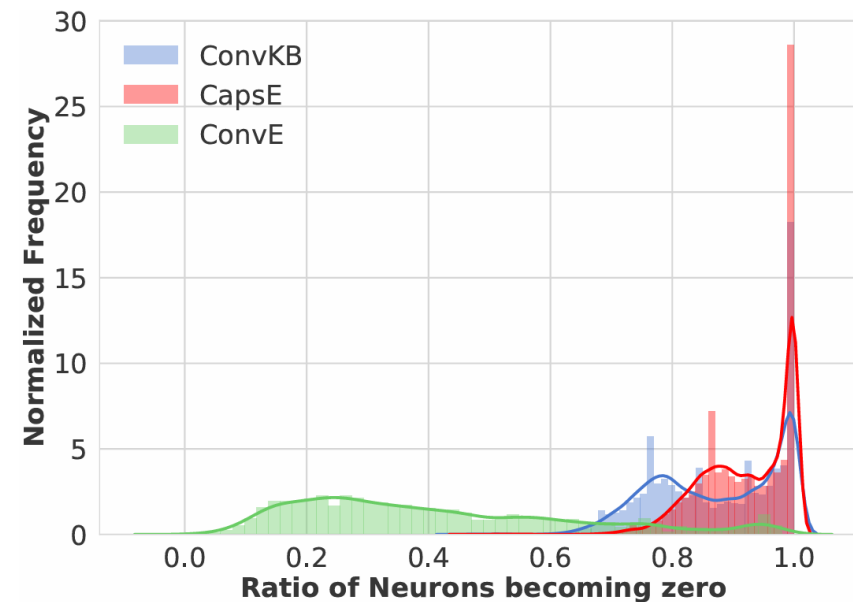 30
25
20
15
10
5
0
Normalized Frequency
ConvKB
CapsE
ConvE
0.0 0.2 0.4 0.6 0.8 1.0
Ratio of Neurons becoming zero